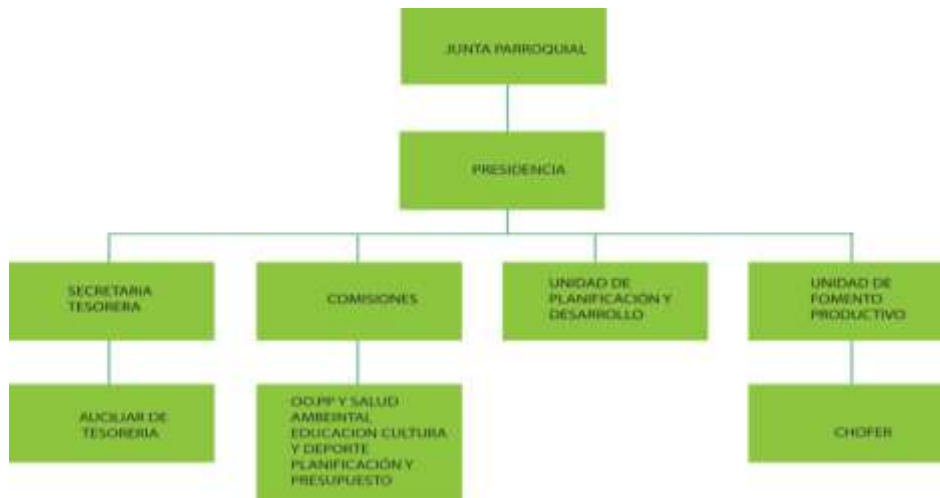 JUNTA PARROQUIAL
PRESIDENCIA
SECRETARIA
TESORERA
COMISIONES
UNIDAD DE
PLANIFICACIÓN Y
DESARROLLO
UNIDAD DE
FOMENTO
PRODUCTIVO
AUCILIAR DE
TESORERIA
OO.PP Y SALUD
AMBEINTAL
EDUCACION CULTURA
Y DEPORTE
PLANIFICACIÓN Y
PRESUPUESTO
CHOFER